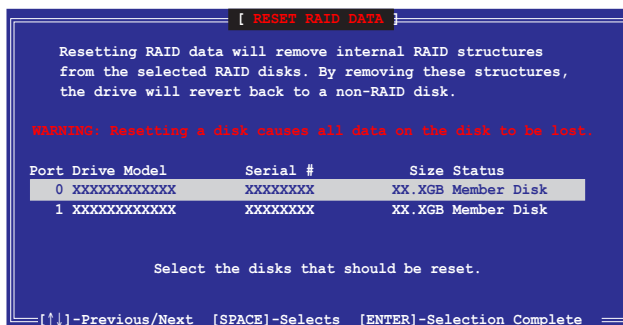 [ RESET RAID DATA ]
Resetting RAID data will remove internal RAID structures
from the selected RAID disks. By removing these structures,
the drive will revert back to a non-RAID disk.
WARNING: Resetting a disk causes all data on the disk to be lost.
Port Drive Model Serial # Size Status
0 XXXXXXXXXXXX XXXXXXXX XX.XGB Member Disk
1 XXXXXXXXXXXX XXXXXXXX XX.XGB Member Disk
Select the disks that should be reset.
[↑↓]-Previous/Next [SPACE]-Selects [ENTER]-Selection Complete